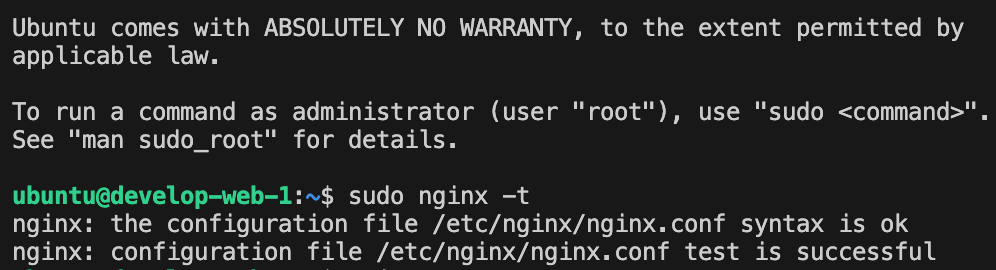 Ubuntu comes with ABSOLUTELY NO WARRANTY, to the extent permitted by
applicable law.
To run a command as administrator (user "root"), use "sudo <command>".
See "man sudo_root" for details.
ubuntu@develop-web-1:~$ sudo nginx -t
nginx: the configuration file /etc/nginx/nginx.conf syntax is ok
nginx: configuration file /etc/nginx/nginx.conf test is successful